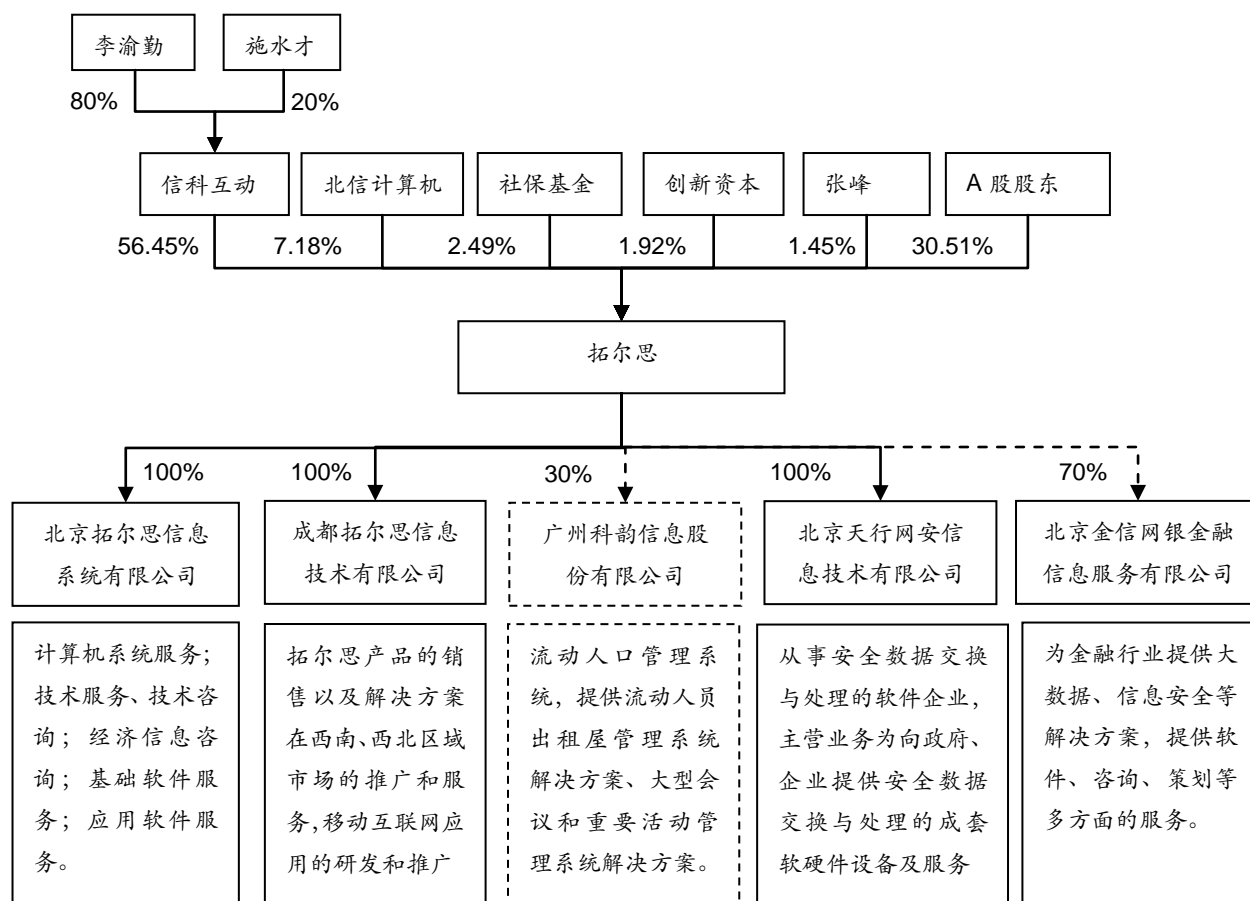 李渝勤
施水才
80%
20%
信科互动
北信计算机
社保基金
创新资本
张峰
A 股股东
56.45%
7.18%
2.49%
1.92%
1.45%
30.51%
拓尔思
100%
100%
30%
100%
70%
北京拓尔思信息
系统有限公司
成都拓尔思信息
技术有限公司
广州科韵信息股
份有限公司
北京天行网安信
息技术有限公司
北京金信网银金融
信息服务有限公司
计算机系统服务；
技术服务、技术咨
询；经济信息咨
询；基础软件服
务；应用软件服
务。
拓尔思产品的销
售以及解决方案
在西南、西北区域
市场的推广和服
务,移动互联网应
用的研发和推广
流动人口管理系
统，提供流动人员
出租屋管理系统
解决方案、大型会
议和重要活动管
理系统解决方案。
从事安全数据交换
与处理的软件企业，
主营业务为向政府、
企业提供安全数据
交换与处理的成套
软硬件设备及服务
为金融行业提供大
数据、信息安全等
解决方案，提供软
件、咨询、策划等
多方面的服务。